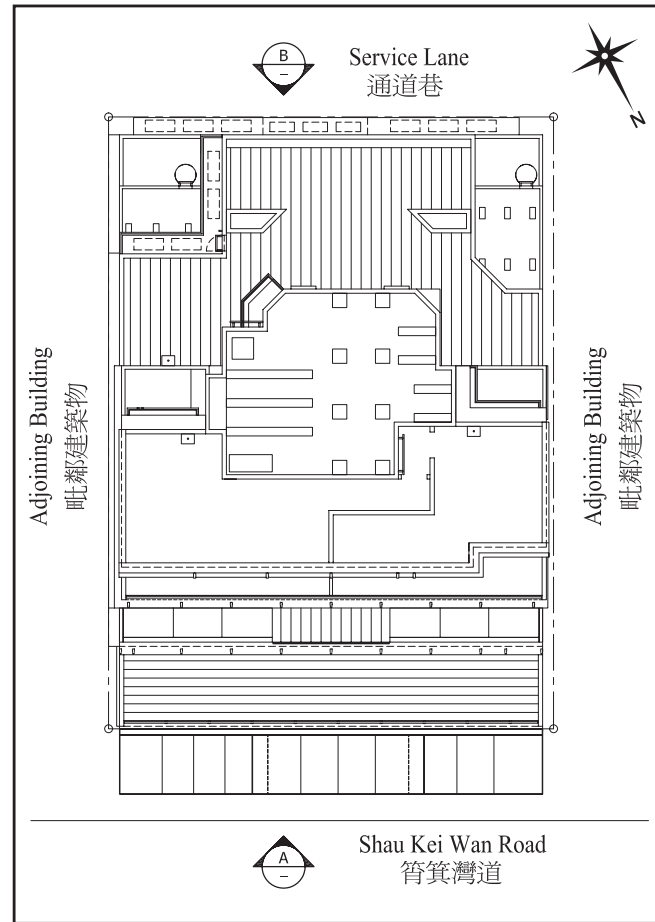 B
–
Service Lane
通道巷
N
Adjoining Building
毗鄰建築物
Adjoining Building
毗鄰建築物
A
–
Shau Kei Wan Road
筲箕灣道